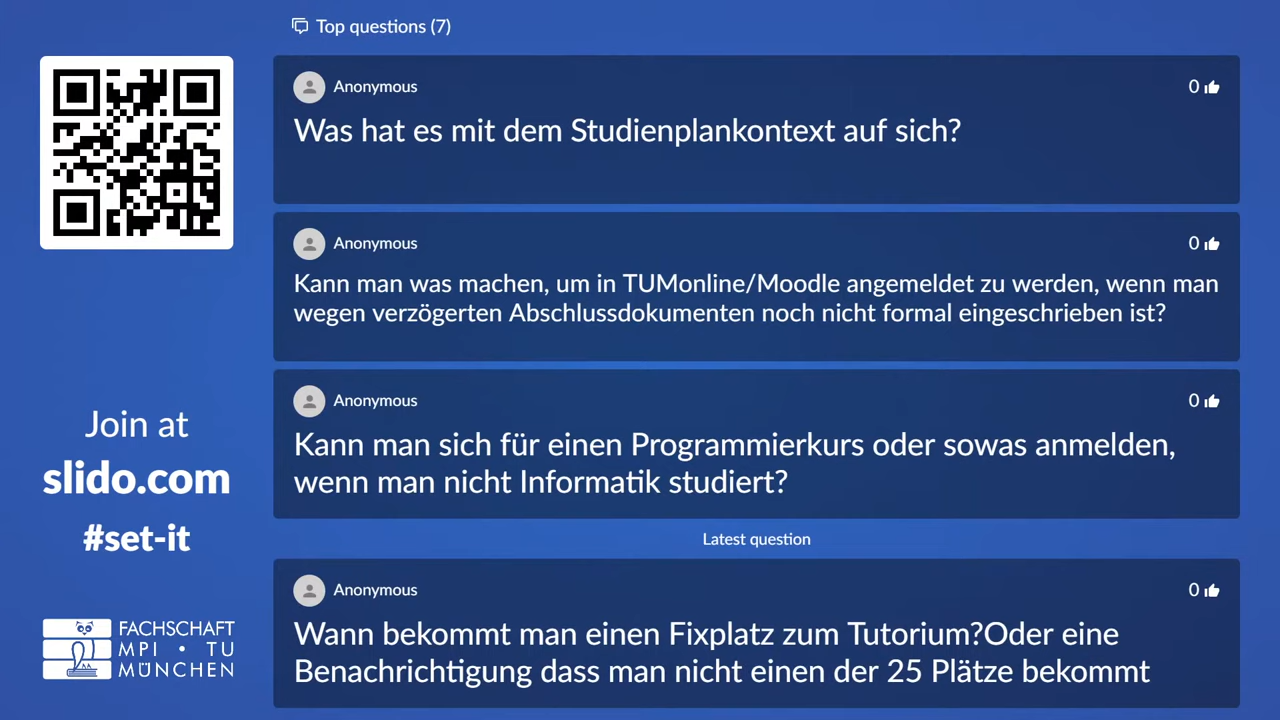 Top questions (7)
Anonymous
0
Was hat es mit dem Studienplankontext auf sich?
Anonymous
0
Kann man was machen, um in TUMonline/Moodle angemeldet zu werden, wenn man
wegen verzögerten Abschlussdokumenten noch nicht formal eingeschrieben ist?
Anonymous
0
Kann man sich für einen Programmierkurs oder sowas anmelden,
wenn man nicht Informatik studiert?
Latest question
Anonymous
0
Wann bekommt man einen Fixplatz zum Tutorium?Oder eine
Benachrichtigung dass man nicht einen der 25 Plätze bekommt
Join at
slido.com
#set-it
FACHSCHAFT
MPI • TU
MÜNCHEN